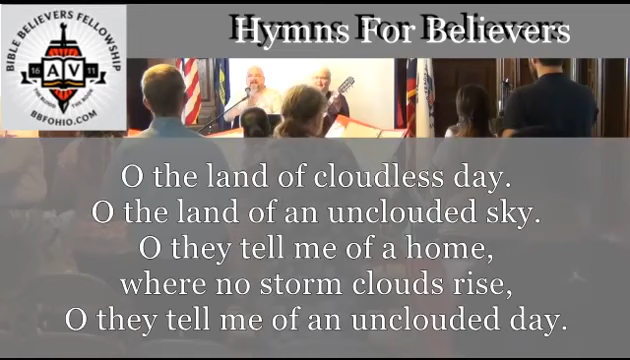 Hymns For Believers
BIBLE BELIEVERS FELLOWSHIP
16 AV 11
THE BLOOD THE BOOK
BBFOHIO.COM
O the land of cloudless day.
O the land of an unclouded sky.
O they tell me of a home,
where no storm clouds rise,
O they tell me of an unclouded day.